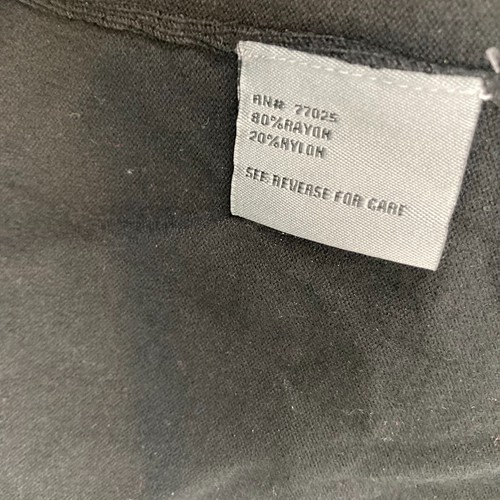 RN# 77025
80%RAYON
20%NYLON
SEE REVERSE FOR CARE